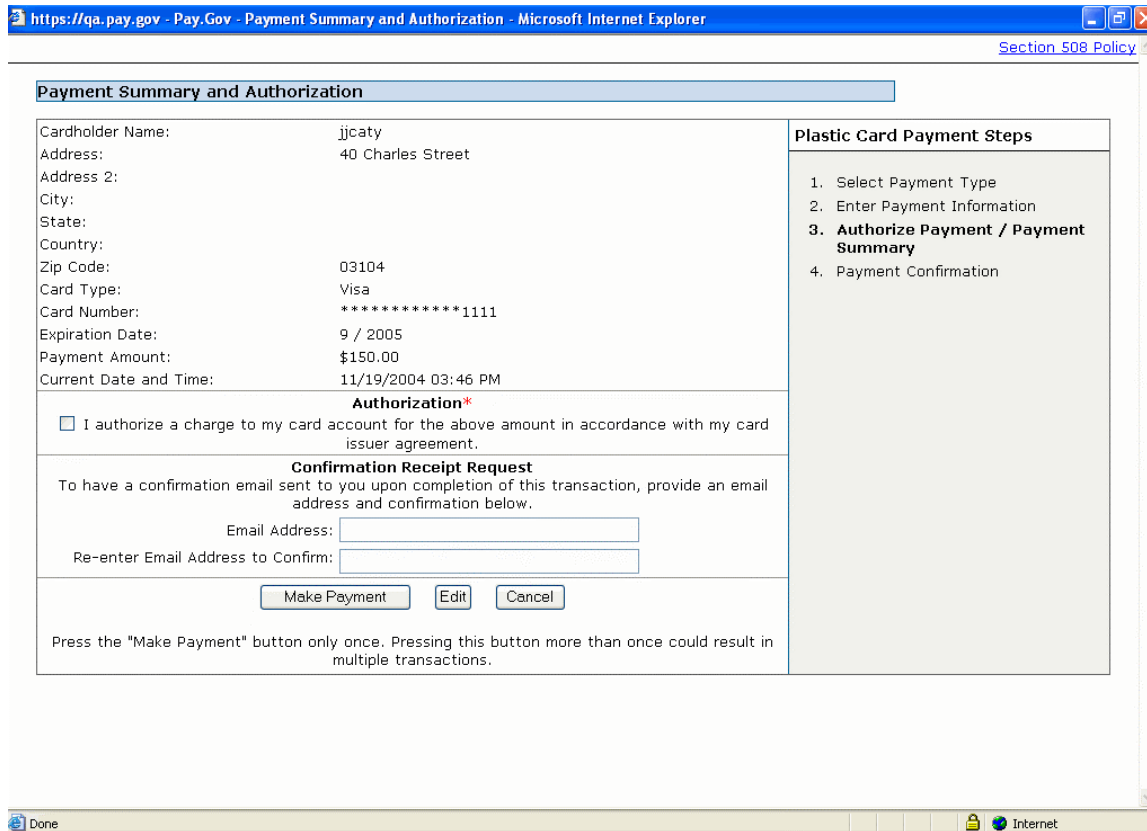 https://qa.pay.gov - Pay.Gov - Payment Summary and Authorization - Microsoft Internet Explorer
Section 508 Policy
Payment Summary and Authorization
Cardholder Name: jjcaty
Address: 40 Charles Street
Address 2:
City:
State:
Country:
Zip Code: 03104
Card Type: Visa
Card Number: ************1111
Expiration Date: 9 / 2005
Payment Amount: $150.00
Current Date and Time: 11/19/2004 03:46 PM
Authorization*
I authorize a charge to my card account for the above amount in accordance with my card
issuer agreement.
Confirmation Receipt Request
To have a confirmation email sent to you upon completion of this transaction, provide an email
address and confirmation below.
Email Address:
Re-enter Email Address to Confirm:
Make Payment Edit Cancel
Press the "Make Payment" button only once. Pressing this button more than once could result in
multiple transactions.
Plastic Card Payment Steps
1. Select Payment Type
2. Enter Payment Information
3. Authorize Payment / Payment
Summary
4. Payment Confirmation
Done
Internet